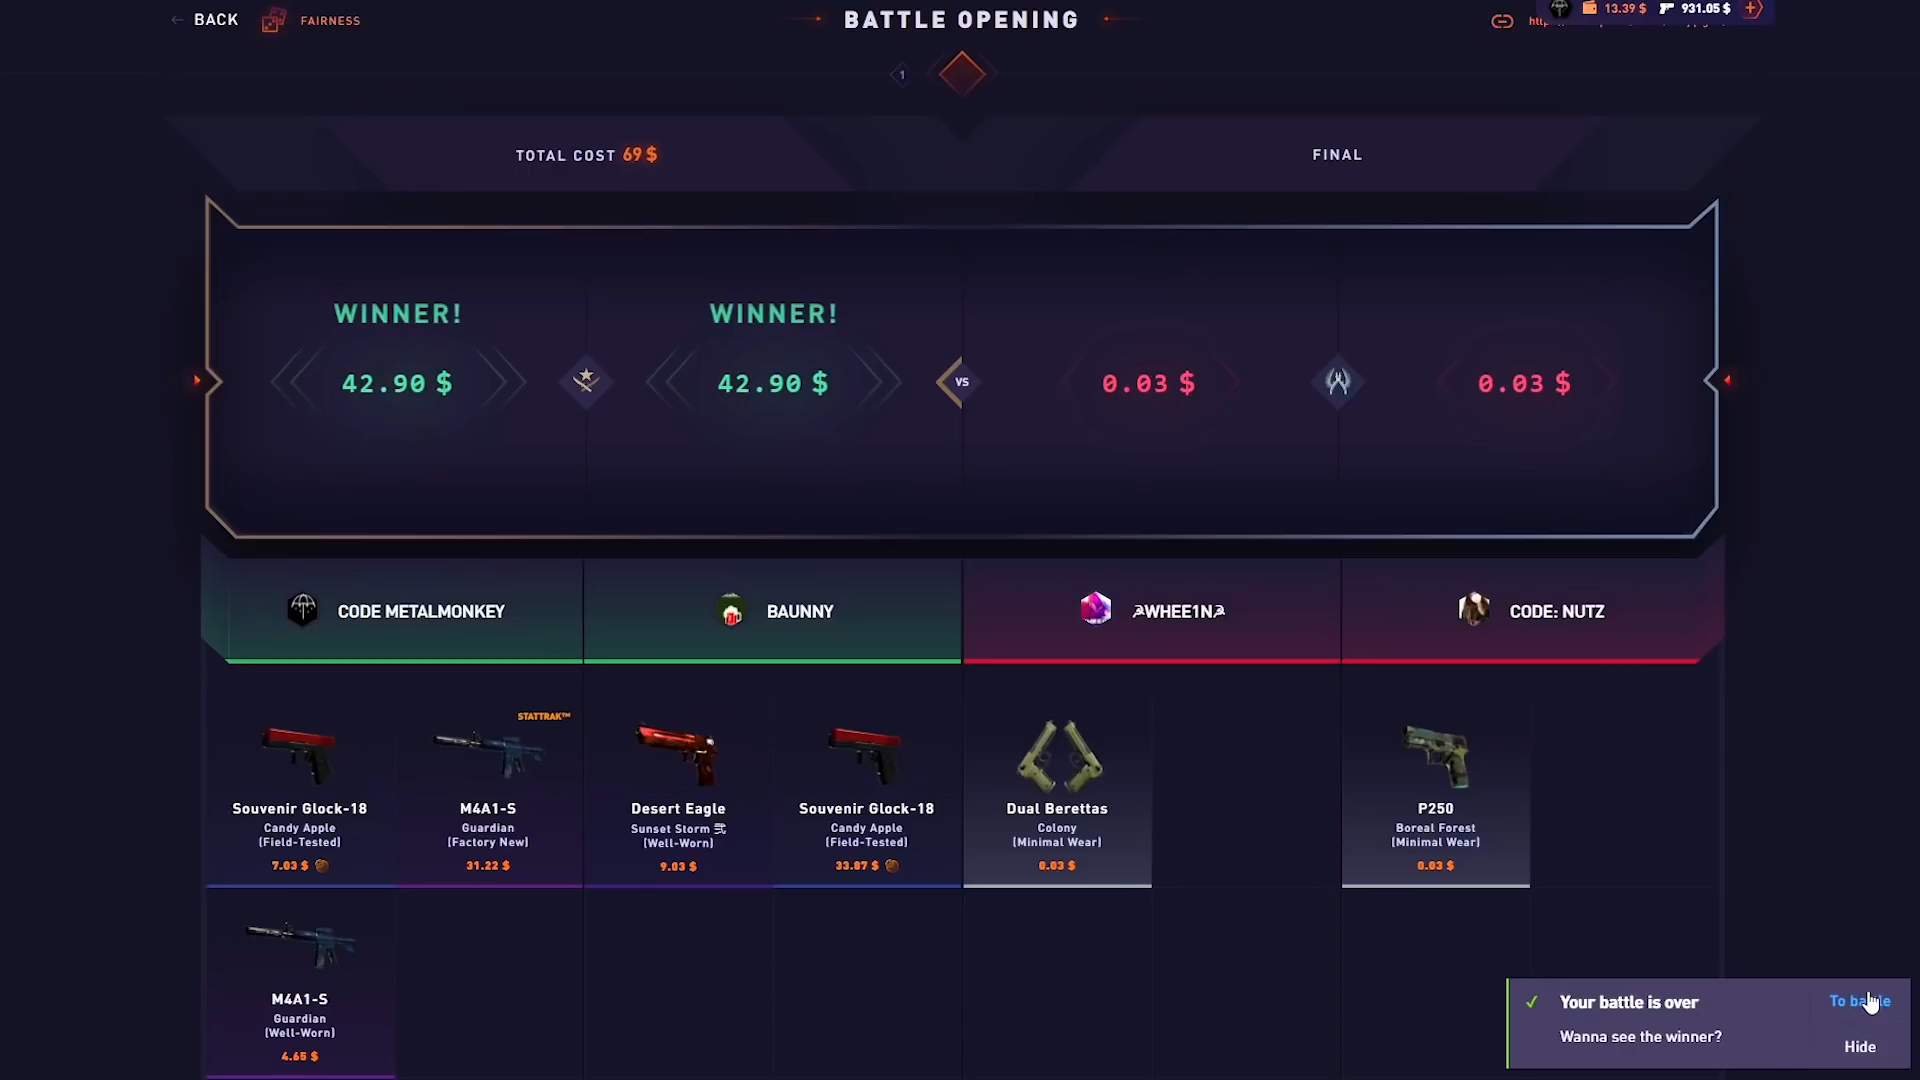 BACK
FAIRNESS
BATTLE OPENING
13.39 $
931.05 $
1
TOTAL COST 69 $
FINAL
WINNER!
WINNER!
42.90 $
42.90 $
VS
0.03 $
0.03 $
CODE METALMONKEY
BAUNNY
☭WHEE1N☭
CODE: NUTZ
STATTRAK™
Souvenir Glock-18
Candy Apple
(Field-Tested)
7.03 $
M4A1-S
Guardian
(Factory New)
31.22 $
Desert Eagle
Sunset Storm 弐
(Well-Worn)
9.03 $
Souvenir Glock-18
Candy Apple
(Field-Tested)
33.87 $
Dual Berettas
Colony
(Minimal Wear)
0.03 $
P250
Boreal Forest
(Minimal Wear)
0.03 $
M4A1-S
Guardian
(Well-Worn)
4.65 $
Your battle is over
To battle
Wanna see the winner?
Hide